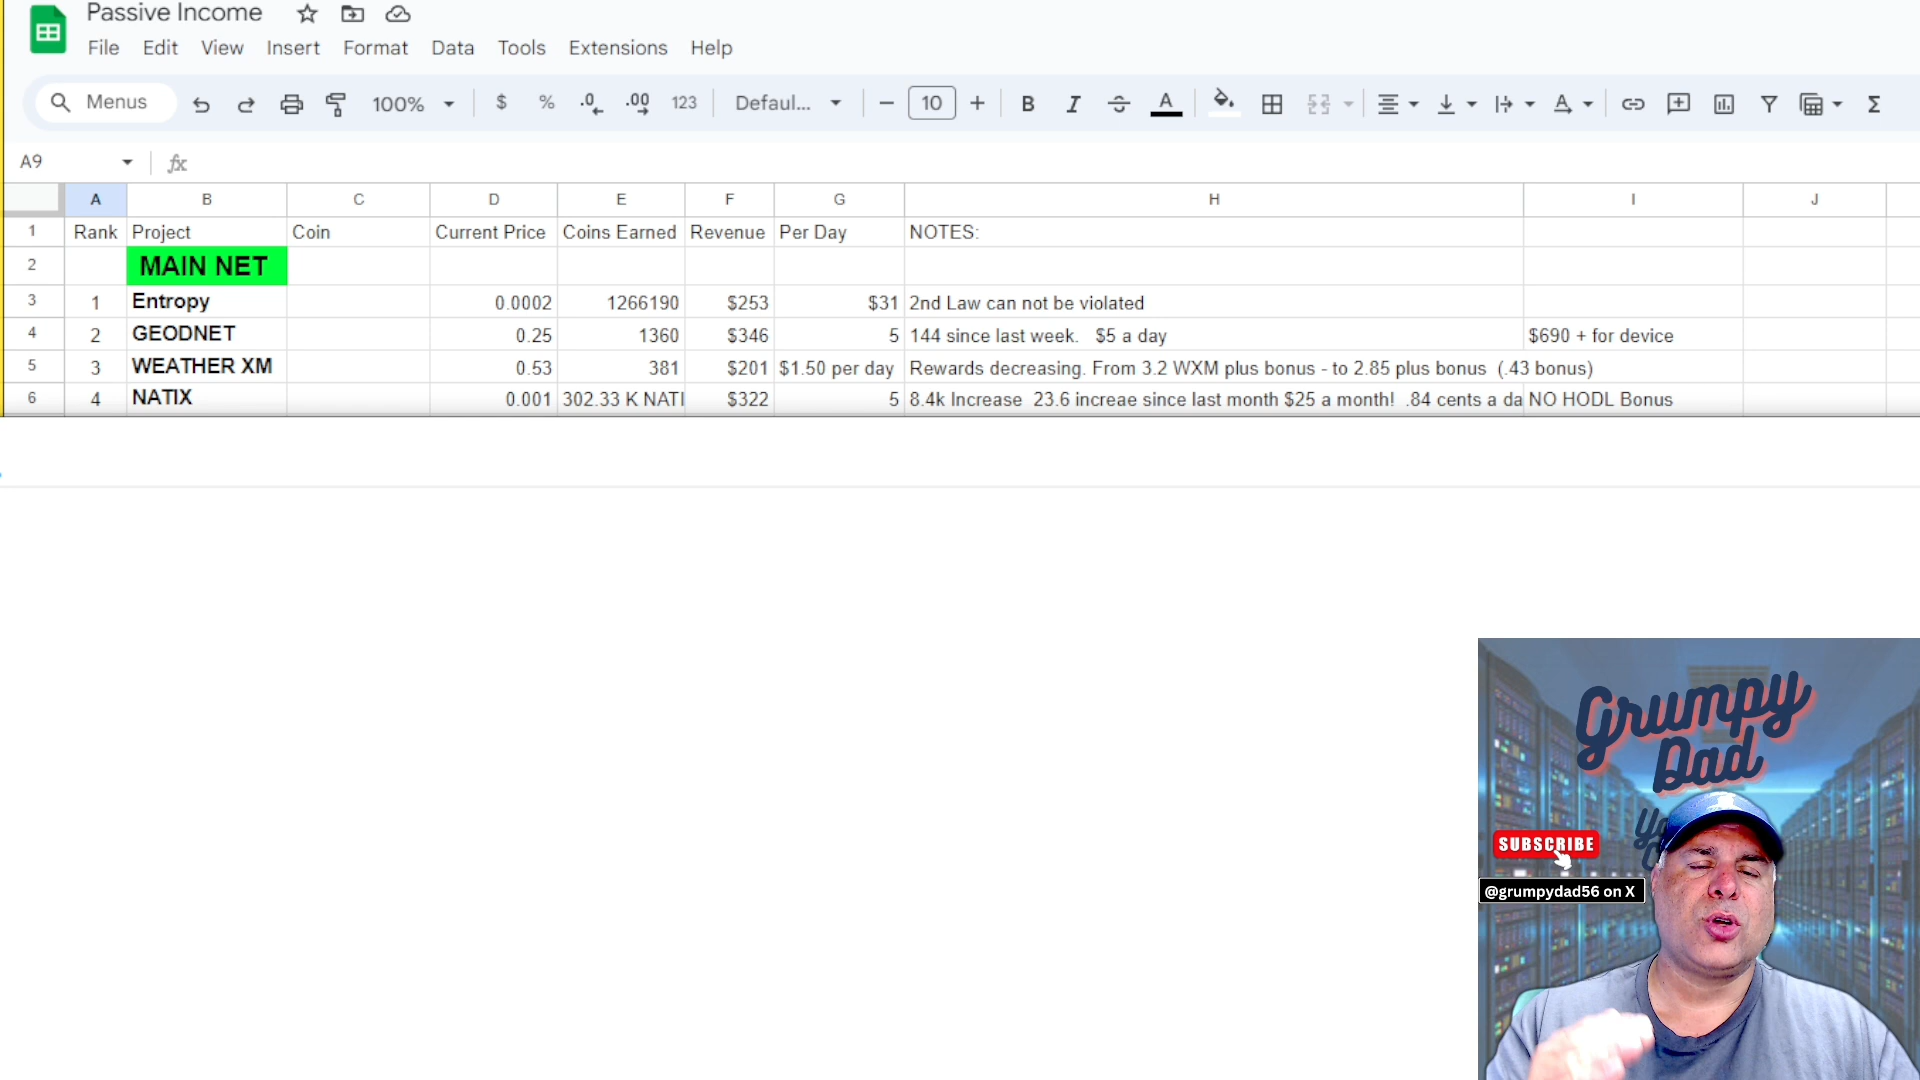 Passive Income
File Edit View Insert Format Data Tools Extensions Help
Menus 100% $ % .0 .00 123 Defaul... 10 B I A A Σ
A9 fx
A B C D E F G H I J
1 Rank Project Coin Current Price Coins Earned Revenue Per Day NOTES:
2 MAIN NET
3 1 Entropy 0.0002 1266190 $253 $31 2nd Law can not be violated
4 2 GEODNET 0.25 1360 $346 5 144 since last week. $5 a day $690 + for device
5 3 WEATHER XM 0.53 381 $201 $1.50 per day Rewards decreasing. From 3.2 WXM plus bonus - to 2.85 plus bonus (.43 bonus)
6 4 NATIX 0.001 302.33 K NATI $322 5 8.4k Increase 23.6 increae since last month $25 a month! .84 cents a da NO HODL Bonus
Grumpy
Dad
SUBSCRIBE
@grumpydad56 on X